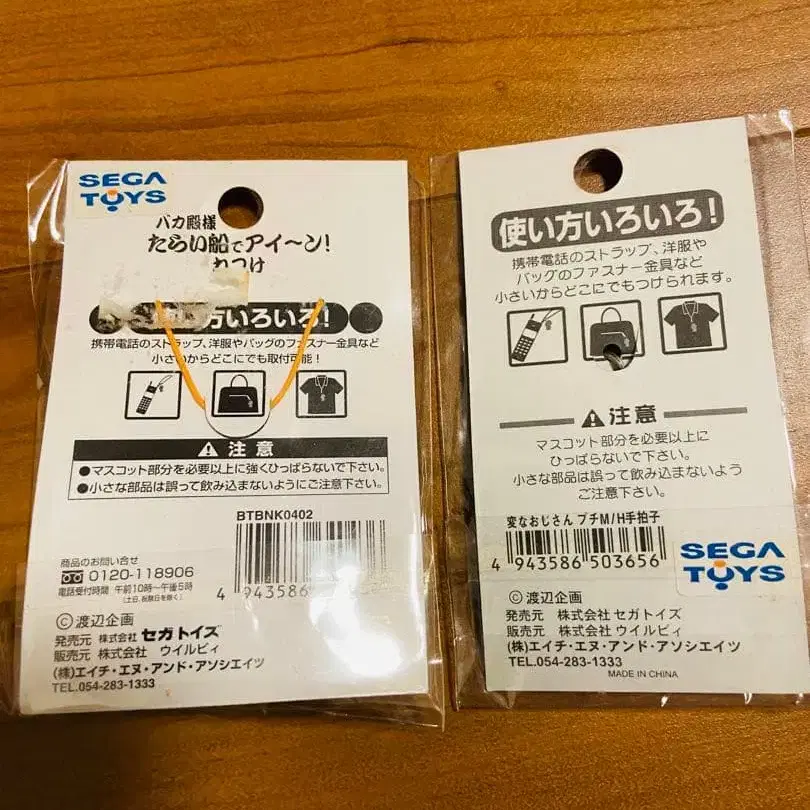 SEGA
TOYS
バカ殿様
たらい船でアイ〜ン!
ねつけ
使い方いろいろ!
携帯電話のストラップ、洋服やバッグのファスナー金具など
小さいからどこにでも取付可能!
注意
●マスコット部分を必要以上に強くひっぱらないで下さい。
●小さな部品は誤って飲み込まないようにご注意下さい。
BTBNK0402
4 943586
商品のお問い合せ
0120-118906
電話受付時間 午前10時〜午後5時
(土日、祝祭日を除く)
©渡辺企画
発売元 株式会社 セガトイズ
販売元 株式会社 ウイルビィ
(株)エイチ・エヌ・アンド・アソシエイツ
TEL.054-283-1333
使い方いろいろ!
携帯電話のストラップ、洋服や
バッグのファスナー金具など
小さいからどこにでもつけられます。
注意
マスコット部分を必要以上に
ひっぱらないで下さい。
小さな部品は誤って飲み込まないよう
ご注意下さい。
変なおじさん プチM/H手拍子
4 943586 503656
SEGA
TOYS
©渡辺企画
発売元 株式会社 セガトイズ
販売元 株式会社 ウイルビィ
(株)エイチ・エヌ・アンド・アソシエイツ
TEL.054-283-1333
MADE IN CHINA